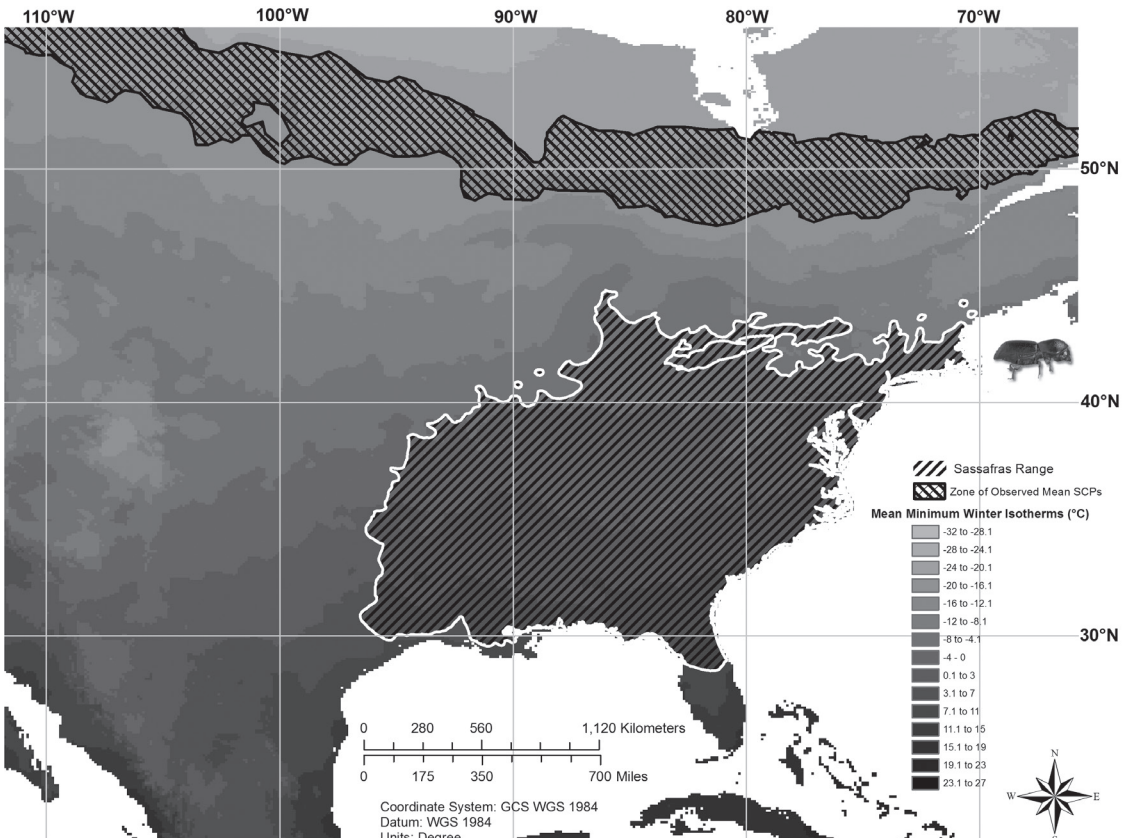 110°W 100°W 90°W 80°W 70°W
50°N
40°N
Sassafras Range
Zone of Observed Mean SCPs
Mean Minimum Winter Isotherms (°C)
-32 to -28.1
-28 to -24.1
-24 to -20.1
-20 to -16.1
-16 to -12.1
-12 to -8.1
-8 to -4.1
-4 - 0
0.1 to 3
3.1 to 7
7.1 to 11
11.1 to 15
15.1 to 19
19.1 to 23
23.1 to 27
30°N
0 280 560 1,120 Kilometers
0 175 350 700 Miles
Coordinate System: GCS WGS 1984
Datum: WGS 1984
Units: Degree
N
W E